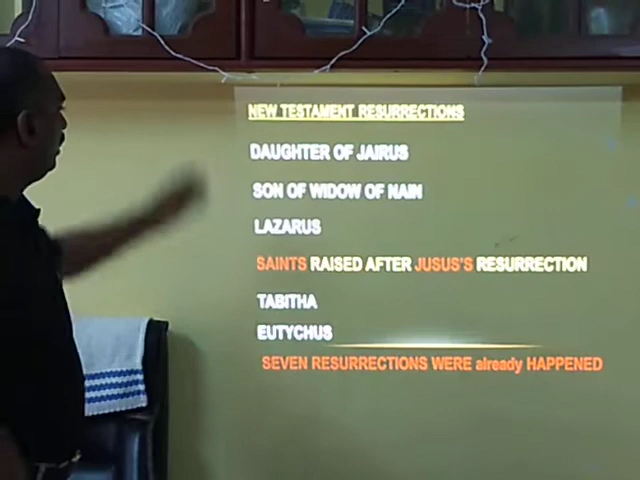 NEW TESTAMENT RESURRECTIONS
DAUGHTER OF JAIRUS
SON OF WIDOW OF NAIN
LAZARUS
SAINTS RAISED AFTER JUSUS'S RESURRECTION
TABITHA
EUTYCHUS
SEVEN RESURRECTIONS WERE already HAPPENED